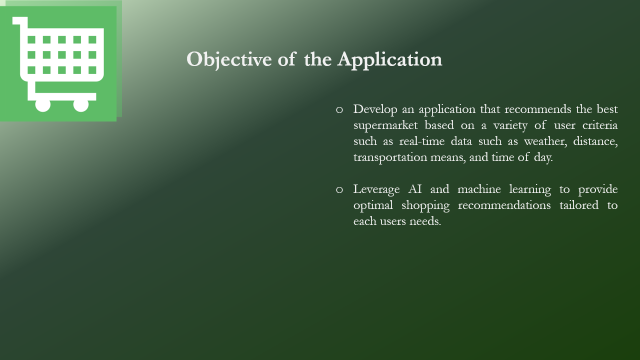 Objective of the Application
o Develop an application that recommends the best
supermarket based on a variety of user criteria
such as real-time data such as weather, distance,
transportation means, and time of day.
o Leverage AI and machine learning to provide
optimal shopping recommendations tailored to
each users needs.